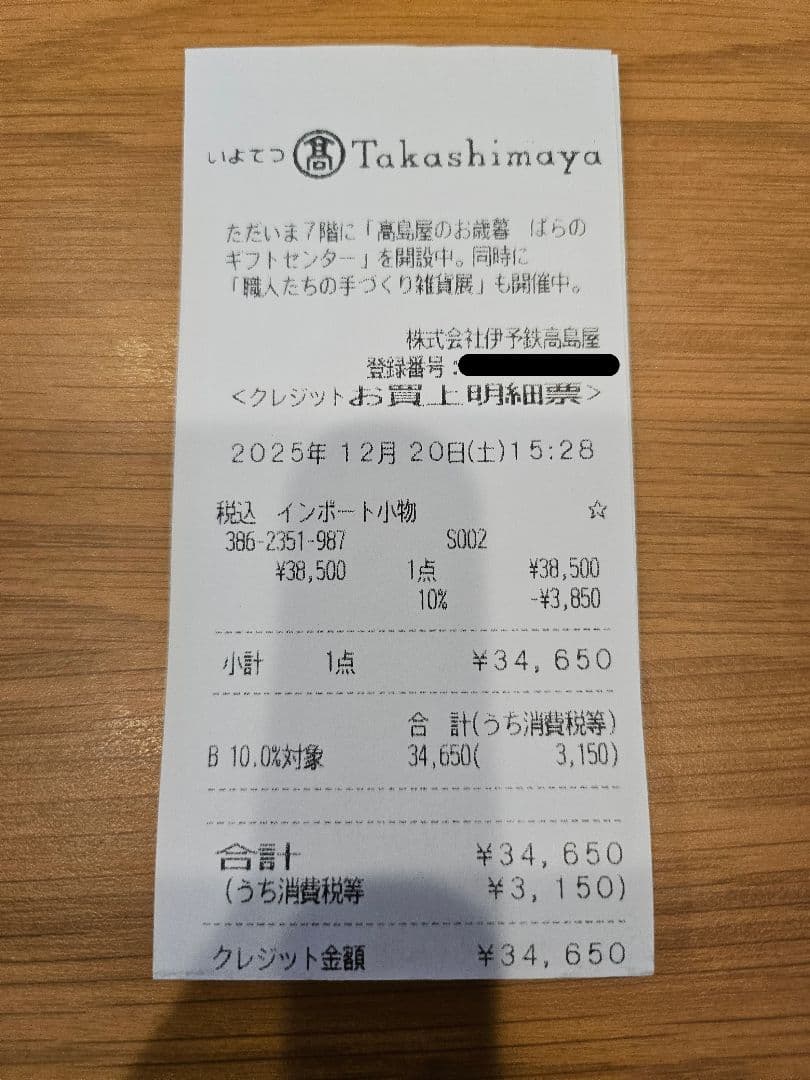 いよてつ 髙 Takashimaya
ただいま7階に「高島屋のお歳暮　ばらの
ギフトセンター」を開設中。同時に
「職人たちの手づくり雑貨展」も開催中。
株式会社伊予鉄高島屋
登録番号:
<クレジットお買上明細票>
2025年 12月 20日(土)15:28
税込　インポート小物　☆
386-2351-987　S002
¥38,500　1点　¥38,500
10%　-¥3,850
小計　1点　¥34,650
合　計(うち消費税等)
B 10.0%対象　34,650(　3,150)
合計　¥34,650
(うち消費税等　¥3,150)
クレジット金額　¥34,650